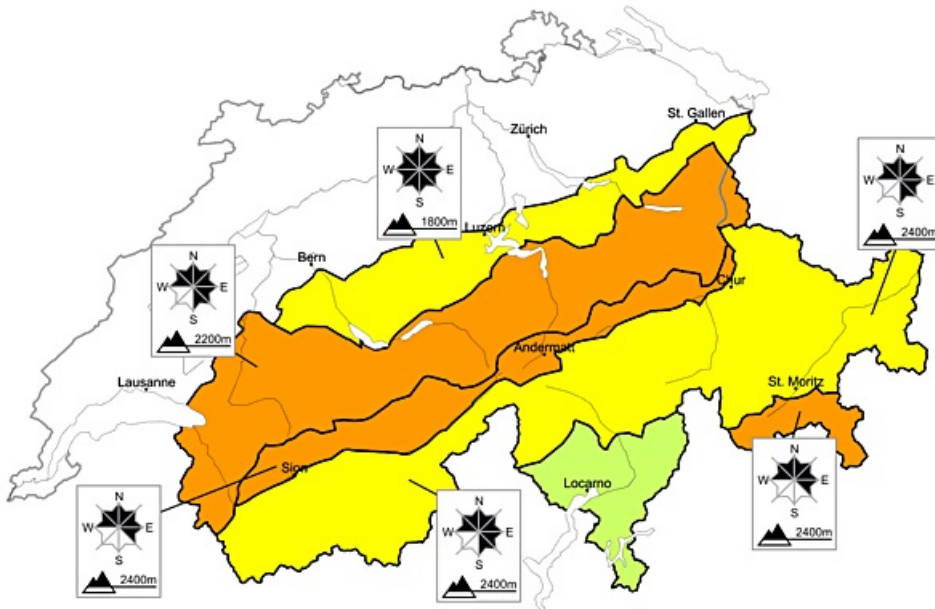 St. Gallen
Zürich
N
W E
S
1800m
Luzern
N
W E
S
2400m
Bern
N
W E
S
2200m
Chur
Andermatt
Lausanne
St. Moritz
Sion
Locarno
N
W E
S
2400m
N
W E
S
2400m
N
W E
S
2400m